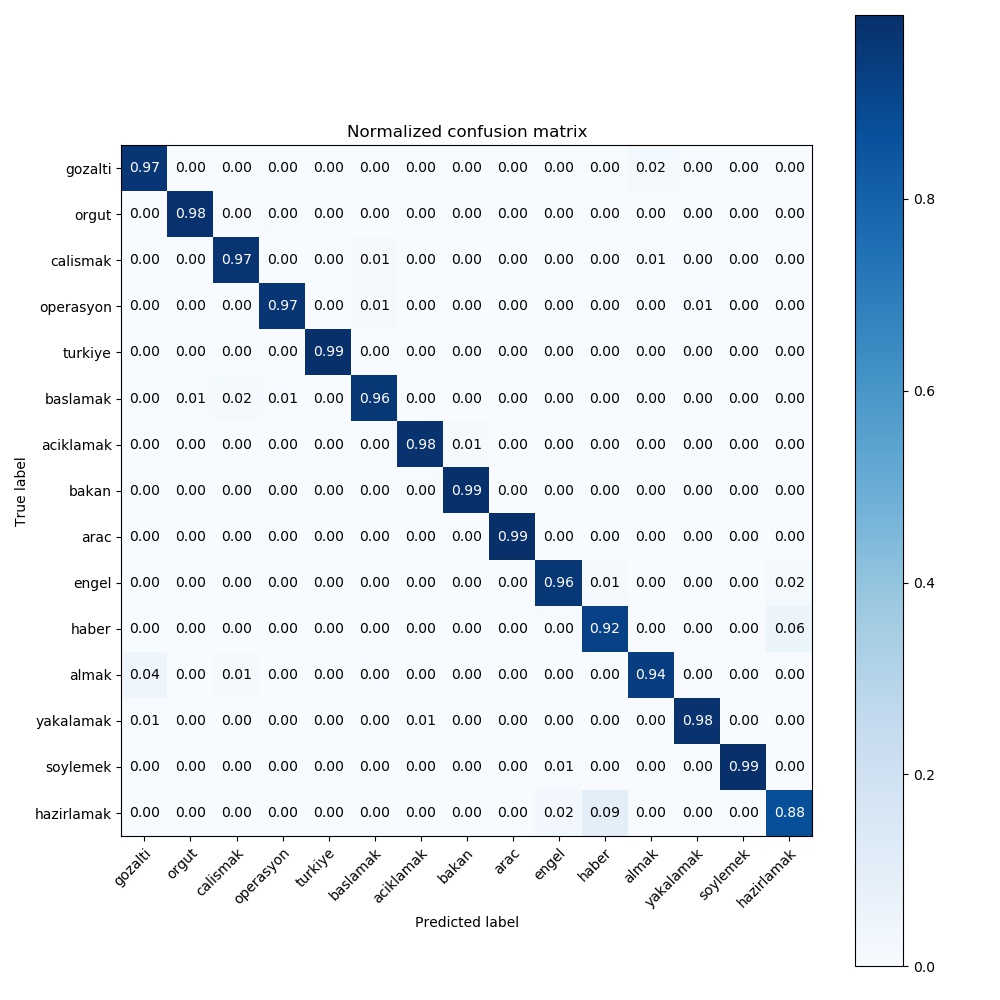 Normalized confusion matrix
gozalti 0.97 0.00 0.00 0.00 0.00 0.00 0.00 0.00 0.00 0.00 0.00 0.02 0.00 0.00 0.00
orgut 0.00 0.98 0.00 0.00 0.00 0.00 0.00 0.00 0.00 0.00 0.00 0.00 0.00 0.00 0.00
calismak 0.00 0.00 0.97 0.00 0.00 0.01 0.00 0.00 0.00 0.00 0.00 0.01 0.00 0.00 0.00
operasyon 0.00 0.00 0.00 0.97 0.00 0.01 0.00 0.00 0.00 0.00 0.00 0.00 0.01 0.00 0.00
turkiye 0.00 0.00 0.00 0.00 0.99 0.00 0.00 0.00 0.00 0.00 0.00 0.00 0.00 0.00 0.00
baslamak 0.00 0.01 0.02 0.01 0.00 0.96 0.00 0.00 0.00 0.00 0.00 0.00 0.00 0.00 0.00
aciklamak 0.00 0.00 0.00 0.00 0.00 0.00 0.98 0.01 0.00 0.00 0.00 0.00 0.00 0.00 0.00
bakan 0.00 0.00 0.00 0.00 0.00 0.00 0.00 0.99 0.00 0.00 0.00 0.00 0.00 0.00 0.00
arac 0.00 0.00 0.00 0.00 0.00 0.00 0.00 0.00 0.99 0.00 0.00 0.00 0.00 0.00 0.00
engel 0.00 0.00 0.00 0.00 0.00 0.00 0.00 0.00 0.00 0.96 0.01 0.00 0.00 0.00 0.02
haber 0.00 0.00 0.00 0.00 0.00 0.00 0.00 0.00 0.00 0.00 0.92 0.00 0.00 0.00 0.06
almak 0.04 0.00 0.01 0.00 0.00 0.00 0.00 0.00 0.00 0.00 0.00 0.94 0.00 0.00 0.00
yakalamak 0.01 0.00 0.00 0.00 0.00 0.00 0.01 0.00 0.00 0.00 0.00 0.00 0.98 0.00 0.00
soylemek 0.00 0.00 0.00 0.00 0.00 0.00 0.00 0.00 0.00 0.01 0.00 0.00 0.00 0.99 0.00
hazirlamak 0.00 0.00 0.00 0.00 0.00 0.00 0.00 0.00 0.00 0.02 0.09 0.00 0.00 0.00 0.88
gozalti orgut calismak operasyon turkiye baslamak aciklamak bakan arac engel haber almak yakalamak soylemek hazirlamak
Predicted label
True label
0.8
0.6
0.4
0.2
0.0